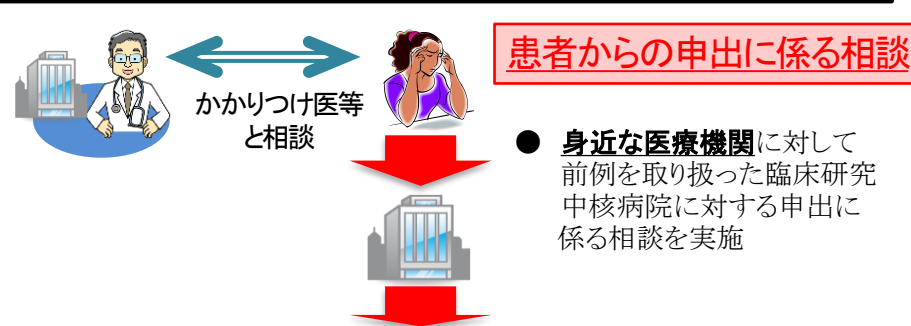 患者からの申出に係る相談
かかりつけ医等
と相談
● 身近な医療機関に対して
前例を取り扱った臨床研究
中核病院に対する申出に
係る相談を実施